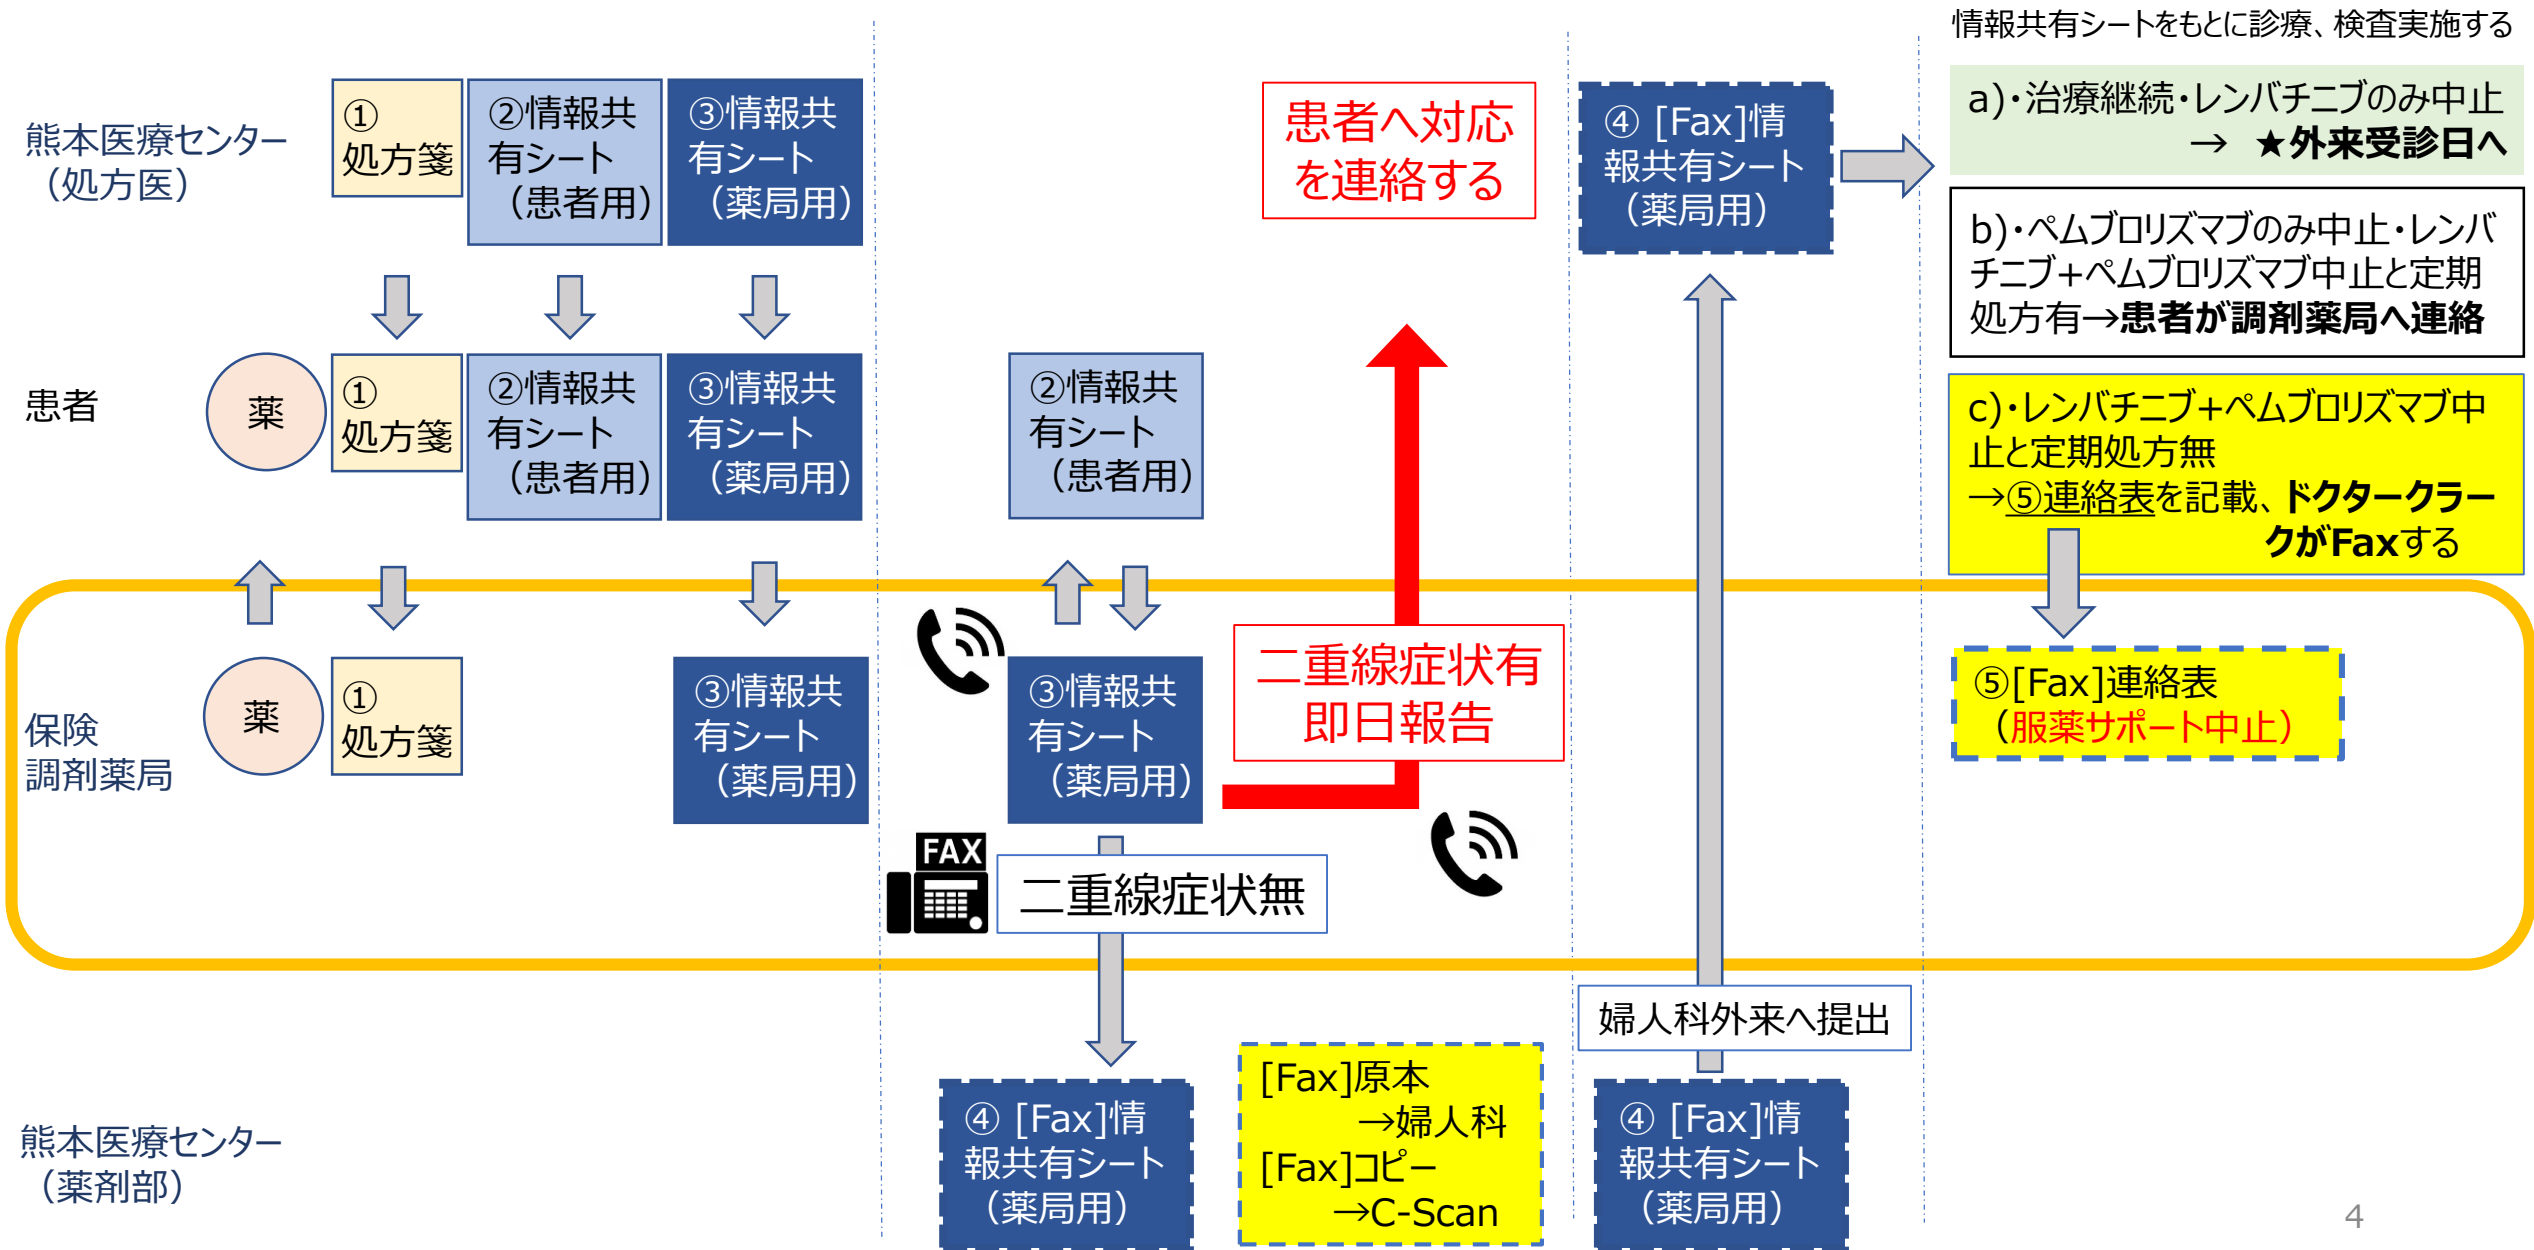 情報共有シートをもとに診療、検査実施する
熊本医療センター
（処方医）
①
処方箋
②情報共
有シート
（患者用）
③情報共
有シート
（薬局用）
患者へ対応
を連絡する
④ [Fax]情
報共有シート
（薬局用）
a)・治療継続・レンバチニブのみ中止
→ ★外来受診日へ
b)・ペムブロリズマブのみ中止・レンバ
チニブ+ペムブロリズマブ中止と定期
処方有→患者が調剤薬局へ連絡
患者
薬
①
処方箋
②情報共
有シート
（患者用）
③情報共
有シート
（薬局用）
②情報共
有シート
（患者用）
c)・レンバチニブ+ペムブロリズマブ中
止と定期処方無
→⑤連絡表を記載、ドクタークラー
クがFaxする
保険
調剤薬局
薬
①
処方箋
③情報共
有シート
（薬局用）
③情報共
有シート
（薬局用）
二重線症状有
即日報告
⑤[Fax]連絡表
（服薬サポート中止）
FAX
二重線症状無
婦人科外来へ提出
熊本医療センター
（薬剤部）
④ [Fax]情
報共有シート
（薬局用）
[Fax]原本
→婦人科
[Fax]コピー
→C-Scan
④ [Fax]情
報共有シート
（薬局用）
4